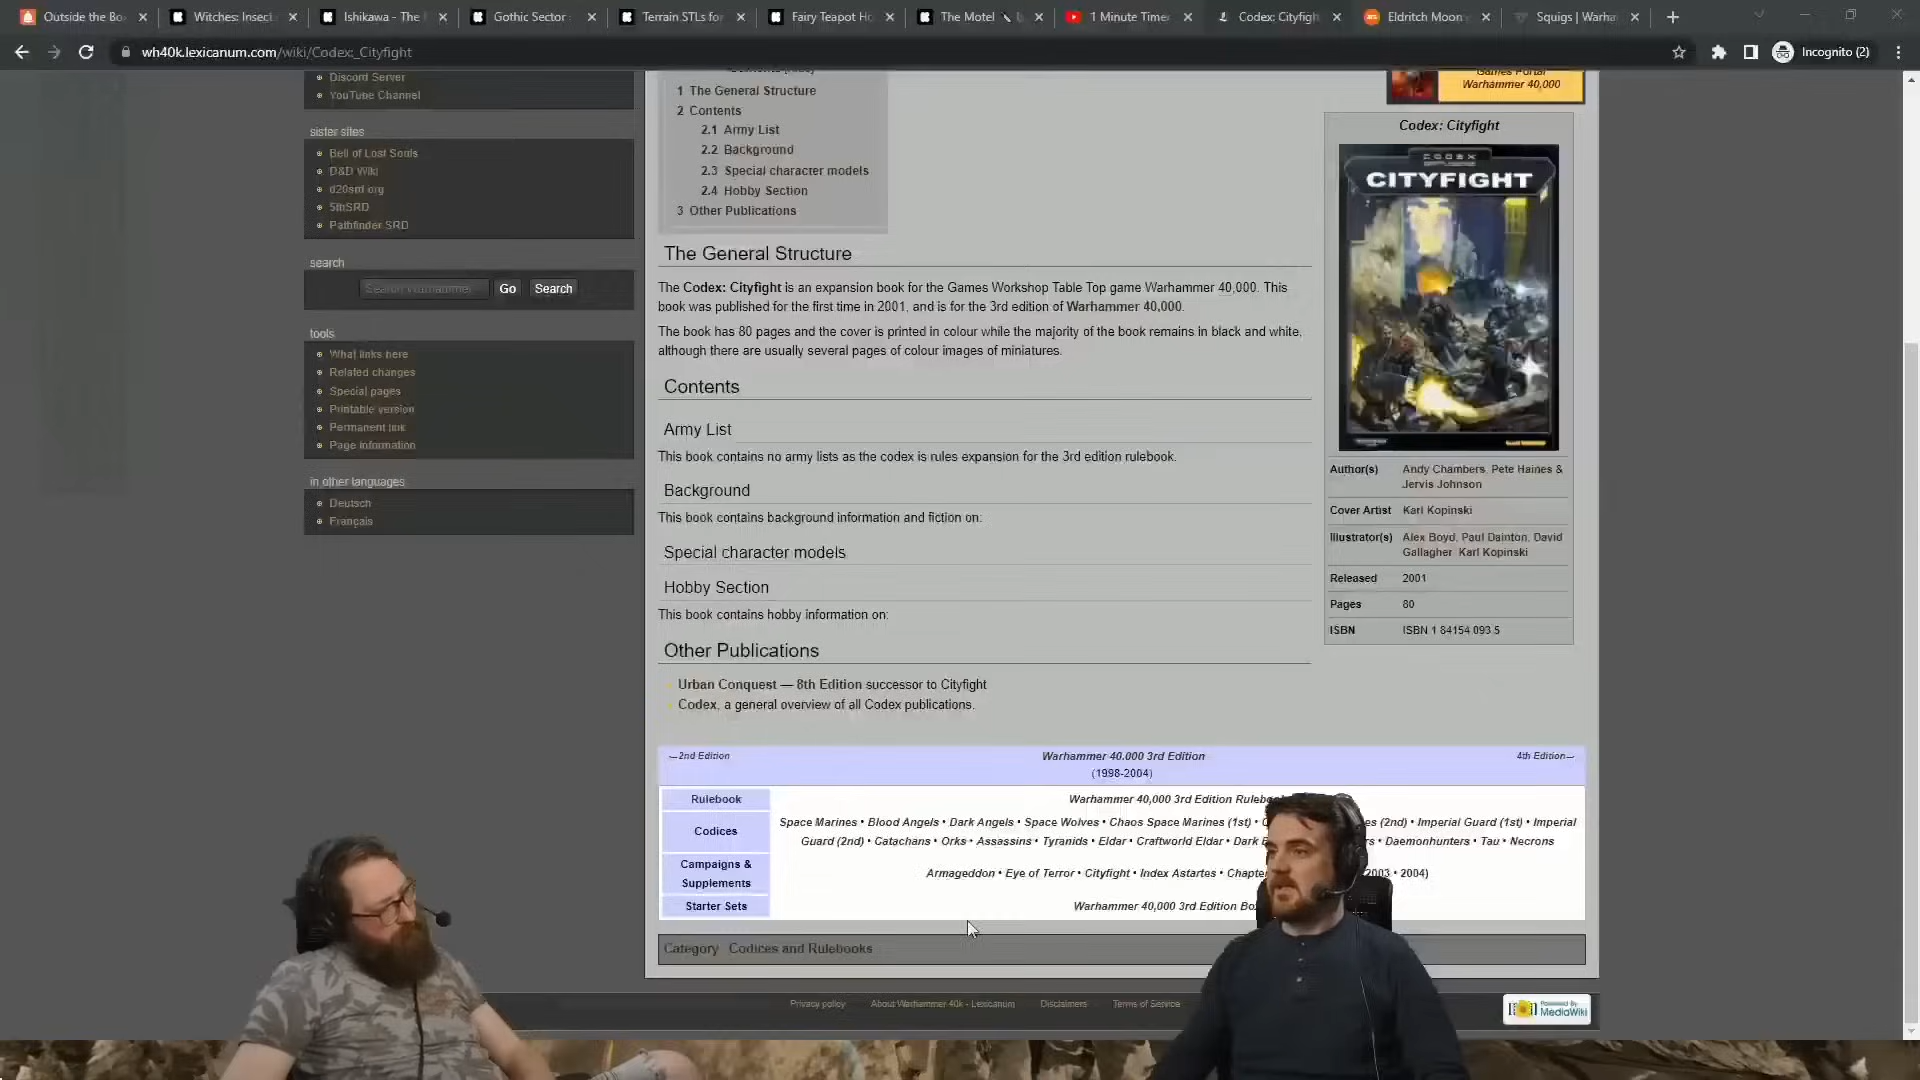 Outside the Bo
Witches: Insect
Ishikawa - The
Gothic Sector
Terrain STLs fo
Fairy Teapot Ho
The Motel
1 Minute Time
Codex: Cityfigh
Eldritch Moon
Squigs | Warha
wh40k.lexicanum.com/wiki/Codex:_Cityfight
Incognito (2)
Discord Server
YouTube Channel
sister sites
Bell of Lost Souls
D&D Wiki
d20srd.org
5thSRD
Pathfinder SRD
search
Search Warhammer
Go
Search
tools
What links here
Related changes
Special pages
Printable version
Permanent link
Page information
in other languages
Deutsch
Français
1 The General Structure
2 Contents
2.1 Army List
2.2 Background
2.3 Special character models
2.4 Hobby Section
3 Other Publications
The General Structure
The Codex: Cityfight is an expansion book for the Games Workshop Table Top game Warhammer 40,000. This
book was published for the first time in 2001, and is for the 3rd edition of Warhammer 40,000.
The book has 80 pages and the cover is printed in colour while the majority of the book remains in black and white,
although there are usually several pages of colour images of miniatures.
Contents
Army List
This book contains no army lists as the codex is rules expansion for the 3rd edition rulebook.
Background
This book contains background information and fiction on:
Special character models
Hobby Section
This book contains hobby information on:
Other Publications
Urban Conquest — 8th Edition successor to Cityfight
Codex, a general overview of all Codex publications.
Games Portal
Warhammer 40,000
Codex: Cityfight
CODEX
CITYFIGHT
Author(s) Andy Chambers, Pete Haines &
Jervis Johnson
Cover Artist Karl Kopinski
Illustrator(s) Alex Boyd, Paul Dainton, David
Gallagher, Karl Kopinski
Released 2001
Pages 80
ISBN ISBN 1 84154 093 5
—2nd Edition Warhammer 40,000 3rd Edition 4th Edition—
(1998-2004)
Rulebook Warhammer 40,000 3rd Edition
Codices Space Marines • Blood Angels • Dark Angels • Space Wolves • Chaos Space Marines (1st) • (2nd) • Imperial Guard (1st) • Imperial
Guard (2nd) • Catachans • Orks • Assassins • Tyranids • Eldar • Craftworld Eldar • Dark • Daemonhunters • Tau • Necrons
Campaigns &
Supplements Armageddon • Eye of Terror • Cityfight • Index Astartes • 2003 • 2004)
Starter Sets Warhammer 40,000 3rd Edition
Category Codices and Rulebooks
Privacy policy About Warhammer 40k - Lexicanum Disclaimers Terms of Service
Powered By
MediaWiki